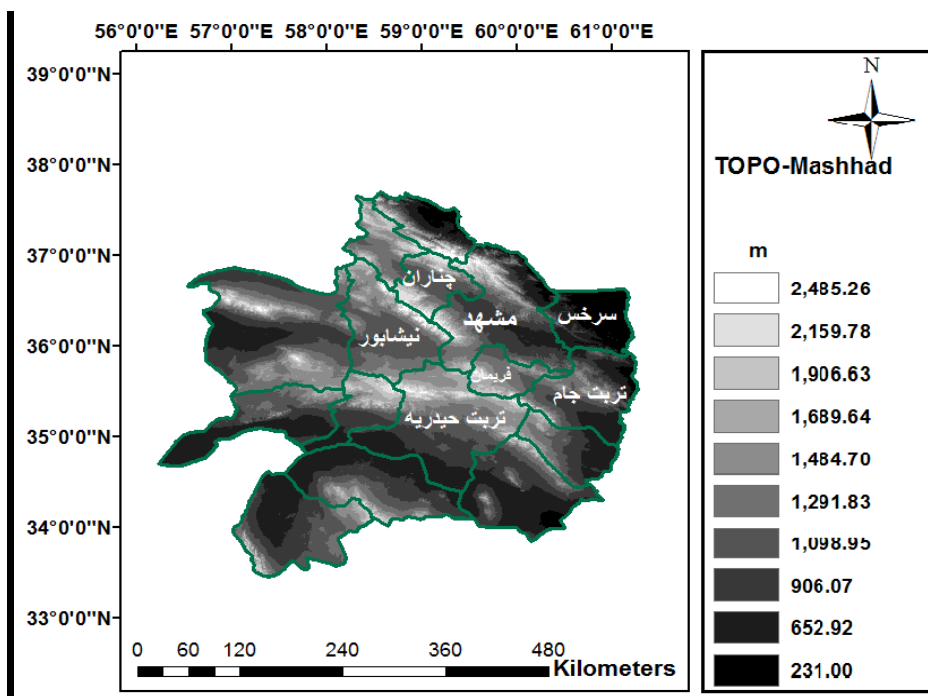 56°0'0"E 57°0'0"E 58°0'0"E 59°0'0"E 60°0'0"E 61°0'0"E
39°0'0"N
38°0'0"N
37°0'0"N
36°0'0"N
35°0'0"N
34°0'0"N
33°0'0"N
چناران
مشهد
سرخس
نیشابور
فریمان
تربت جام
تربت حیدریه
0 60 120 240 360 480
Kilometers
N
TOPO-Mashhad
m
2,485.26
2,159.78
1,906.63
1,689.64
1,484.70
1,291.83
1,098.95
906.07
652.92
231.00